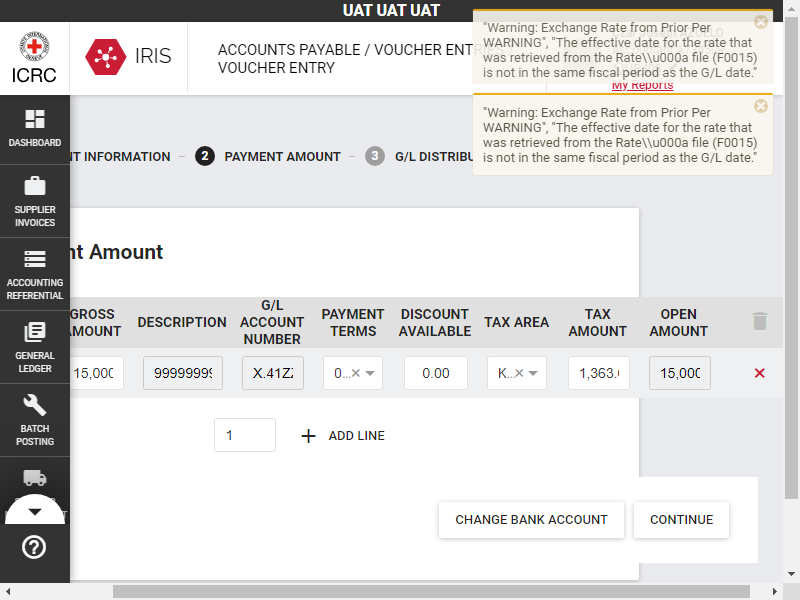 UAT UAT UAT
ICRC
IRIS
ACCOUNTS PAYABLE / VOUCHER ENT
VOUCHER ENTRY
"Warning: Exchange Rate from Prior Per
WARNING", "The effective date for the rate that
was retrieved from the Rate\\u000a file (F0015)
is not in the same fiscal period as the G/L date."
My Reports
"Warning: Exchange Rate from Prior Per
WARNING", "The effective date for the rate that
was retrieved from the Rate\\u000a file (F0015)
is not in the same fiscal period as the G/L date."
DASHBOARD
SUPPLIER
INVOICES
ACCOUNTING
REFERENTIAL
GENERAL
LEDGER
BATCH
POSTING
NT INFORMATION
2 PAYMENT AMOUNT
3 G/L DISTRIBU
nt Amount
GROSS
AMOUNT
DESCRIPTION
G/L
ACCOUNT
NUMBER
PAYMENT
TERMS
DISCOUNT
AVAILABLE
TAX AREA
TAX
AMOUNT
OPEN
AMOUNT
15,000 99999999 X.41Z 0... 0.00 K... 1,363. 15,000
1 ADD LINE
CHANGE BANK ACCOUNT CONTINUE